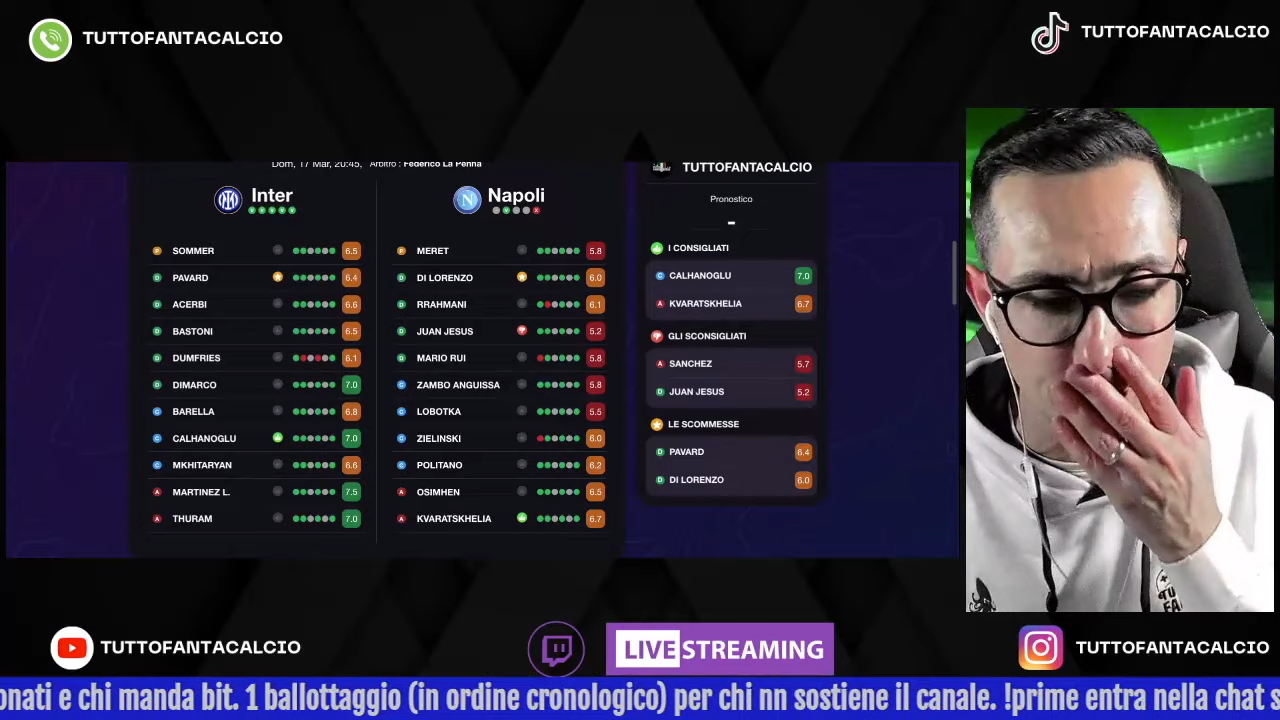 TUTTOFANTACALCIO
TUTTOFANTACALCIO
Dom, 17 Mar, 20:45, Arbitro : Federico La Penna
Inter
Napoli
P SOMMER 6.5
D PAVARD 6.4
D ACERBI 6.6
D BASTONI 6.5
D DUMFRIES 6.1
D DIMARCO 7.0
C BARELLA 6.8
C CALHANOGLU 7.0
C MKHITARYAN 6.6
A MARTINEZ L. 7.5
A THURAM 7.0
P MERET 5.8
D DI LORENZO 6.0
D RRAHMANI 6.1
D JUAN JESUS 5.2
D MARIO RUI 5.8
C ZAMBO ANGUISSA 5.8
C LOBOTKA 5.5
C ZIELINSKI 6.0
C POLITANO 6.2
A OSIMHEN 6.5
A KVARATSKHELIA 6.7
TUTTOFANTACALCIO
Pronostico
-
I CONSIGLIATI
C CALHANOGLU 7.0
A KVARATSKHELIA 6.7
GLI SCONSIGLIATI
A SANCHEZ 5.7
D JUAN JESUS 5.2
LE SCOMMESSE
D PAVARD 6.4
D DI LORENZO 6.0
TUTTOFANTACALCIO
LIVE STREAMING
TUTTOFANTACALCIO
onati e chi manda bit. 1 ballottaggio (in ordine cronologico) per chi nn sostiene il canale. !prime entra nella chat s